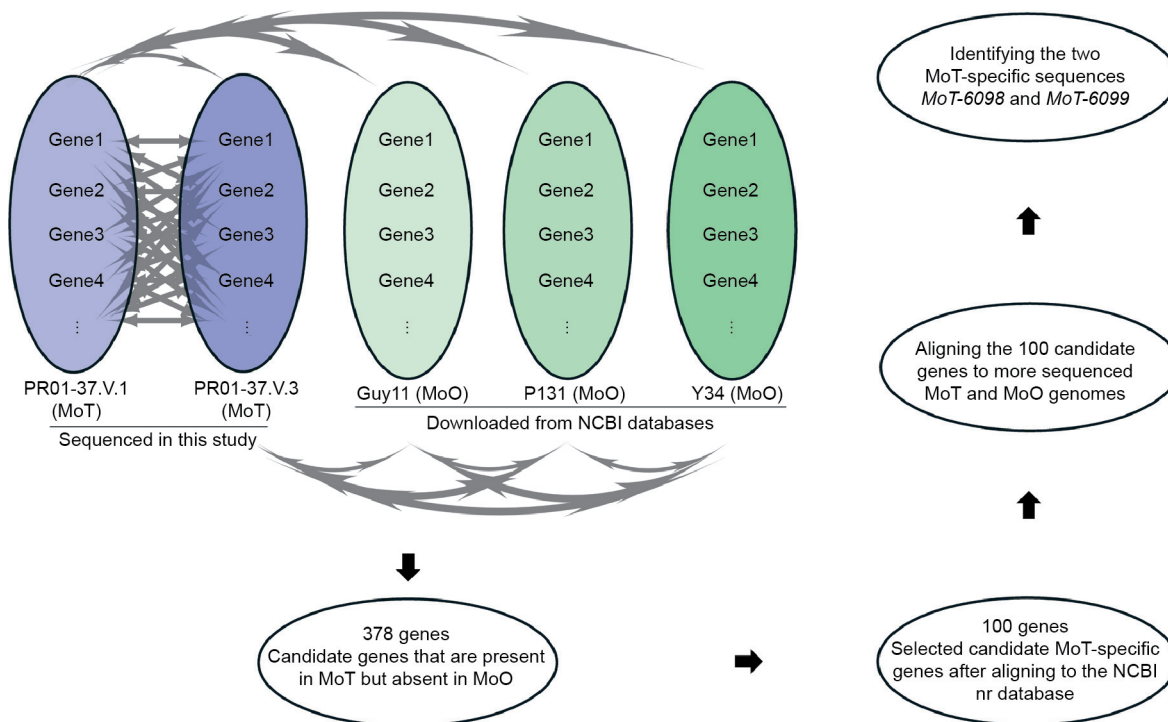 Gene1
Gene2
Gene3
Gene4
⋮
Gene1
Gene2
Gene3
Gene4
⋮
Gene1
Gene2
Gene3
Gene4
⋮
Gene1
Gene2
Gene3
Gene4
⋮
Gene1
Gene2
Gene3
Gene4
⋮
PR01-37.V.1
(MoT)
PR01-37.V.3
(MoT)
Guy11 (MoO)
P131 (MoO)
Y34 (MoO)
Sequenced in this study
Downloaded from NCBI databases
378 genes
Candidate genes that are present
in MoT but absent in MoO
100 genes
Selected candidate MoT-specific
genes after aligning to the NCBI
nr database
Aligning the 100 candidate
genes to more sequenced
MoT and MoO genomes
Identifying the two
MoT-specific sequences
MoT-6098 and MoT-6099